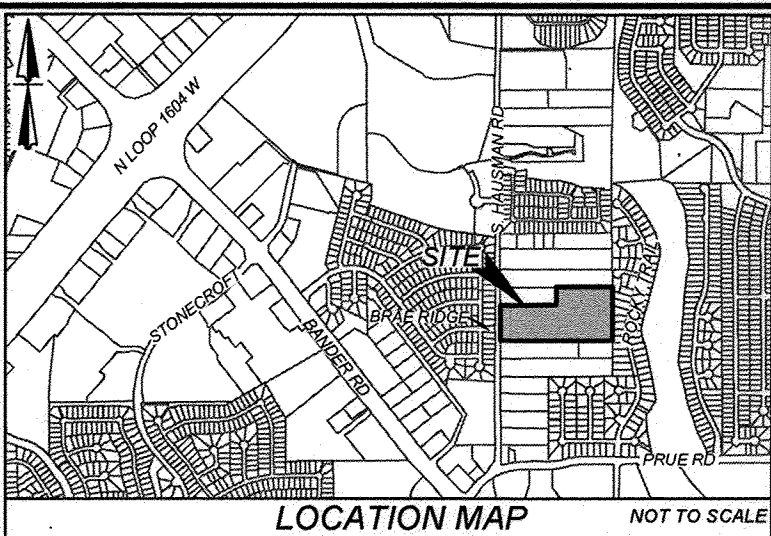 N LOOP 1604 W
S. HAUSMAN RD
SITE
STONECROFT
BRAE RIDGE
ROCKY TRAIL
BANDER RD
PRUE RD
LOCATION MAP
NOT TO SCALE